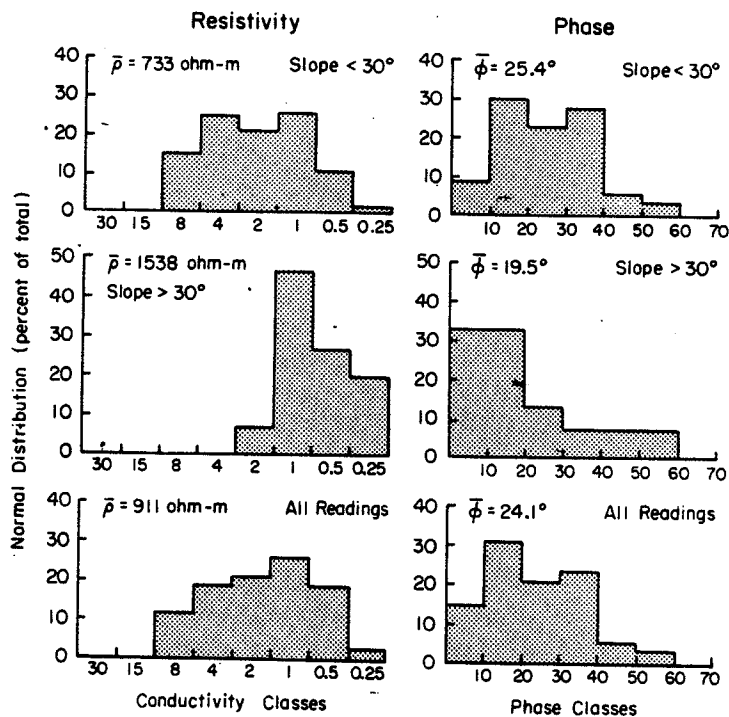 Resistivity
Phase
Normal Distribution (percent of total)
40
30
20
10
0
ρ̄ = 733 ohm-m
Slope < 30°
30 15 8 4 2 1 0.5 0.25
40
30
20
10
0
ϕ̄ = 25.4°
Slope < 30°
10 20 30 40 50 60 70
50
40
30
20
10
0
ρ̄ = 1538 ohm-m
Slope > 30°
30 15 8 4 2 1 0.5 0.25
50
40
30
20
10
0
ϕ̄ = 19.5°
Slope > 30°
10 20 30 40 50 60 70
40
30
20
10
0
ρ̄ = 911 ohm-m
All Readings
30 15 8 4 2 1 0.5 0.25
Conductivity Classes
40
30
20
10
0
ϕ̄ = 24.1°
All Readings
10 20 30 40 50 60 70
Phase Classes